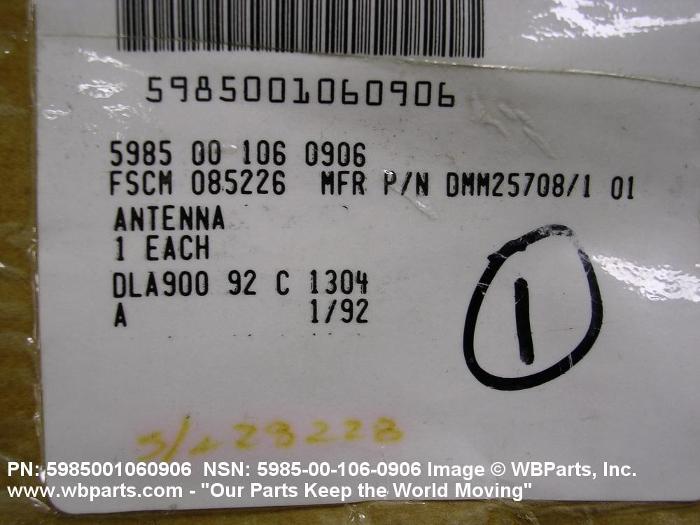 5985001060906
5985 00 106 0906
FSCM 085226 MFR P/N DMM25708/1 01
ANTENNA
1 EACH
DLA900 92 C 1304
A 1/92
1
28228
PN: 5985001060906 NSN: 5985-00-106-0906 Image © WBParts, Inc.
www.wbparts.com - "Our Parts Keep the World Moving"